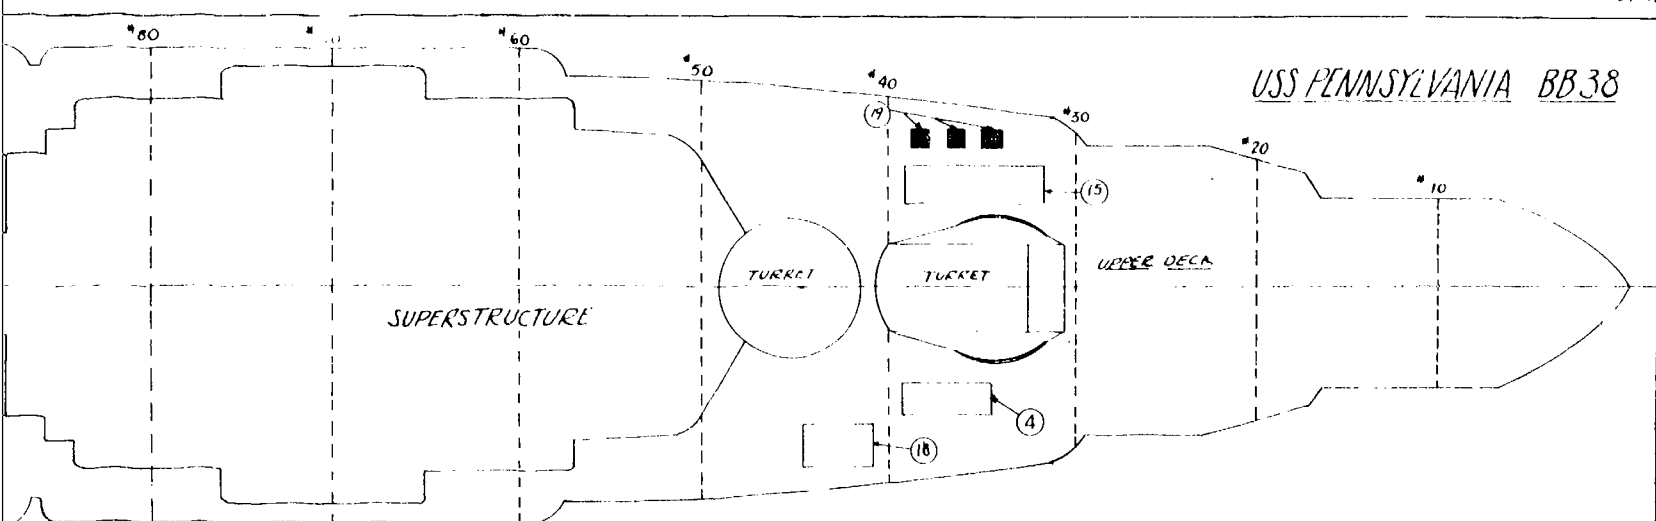 #80
#60
#50
#40
#30
#20
#10
USS PENNSYLVANIA BB38
19
15
TURRET
TURRET
UPPER DECK
SUPERSTRUCTURE
4
18